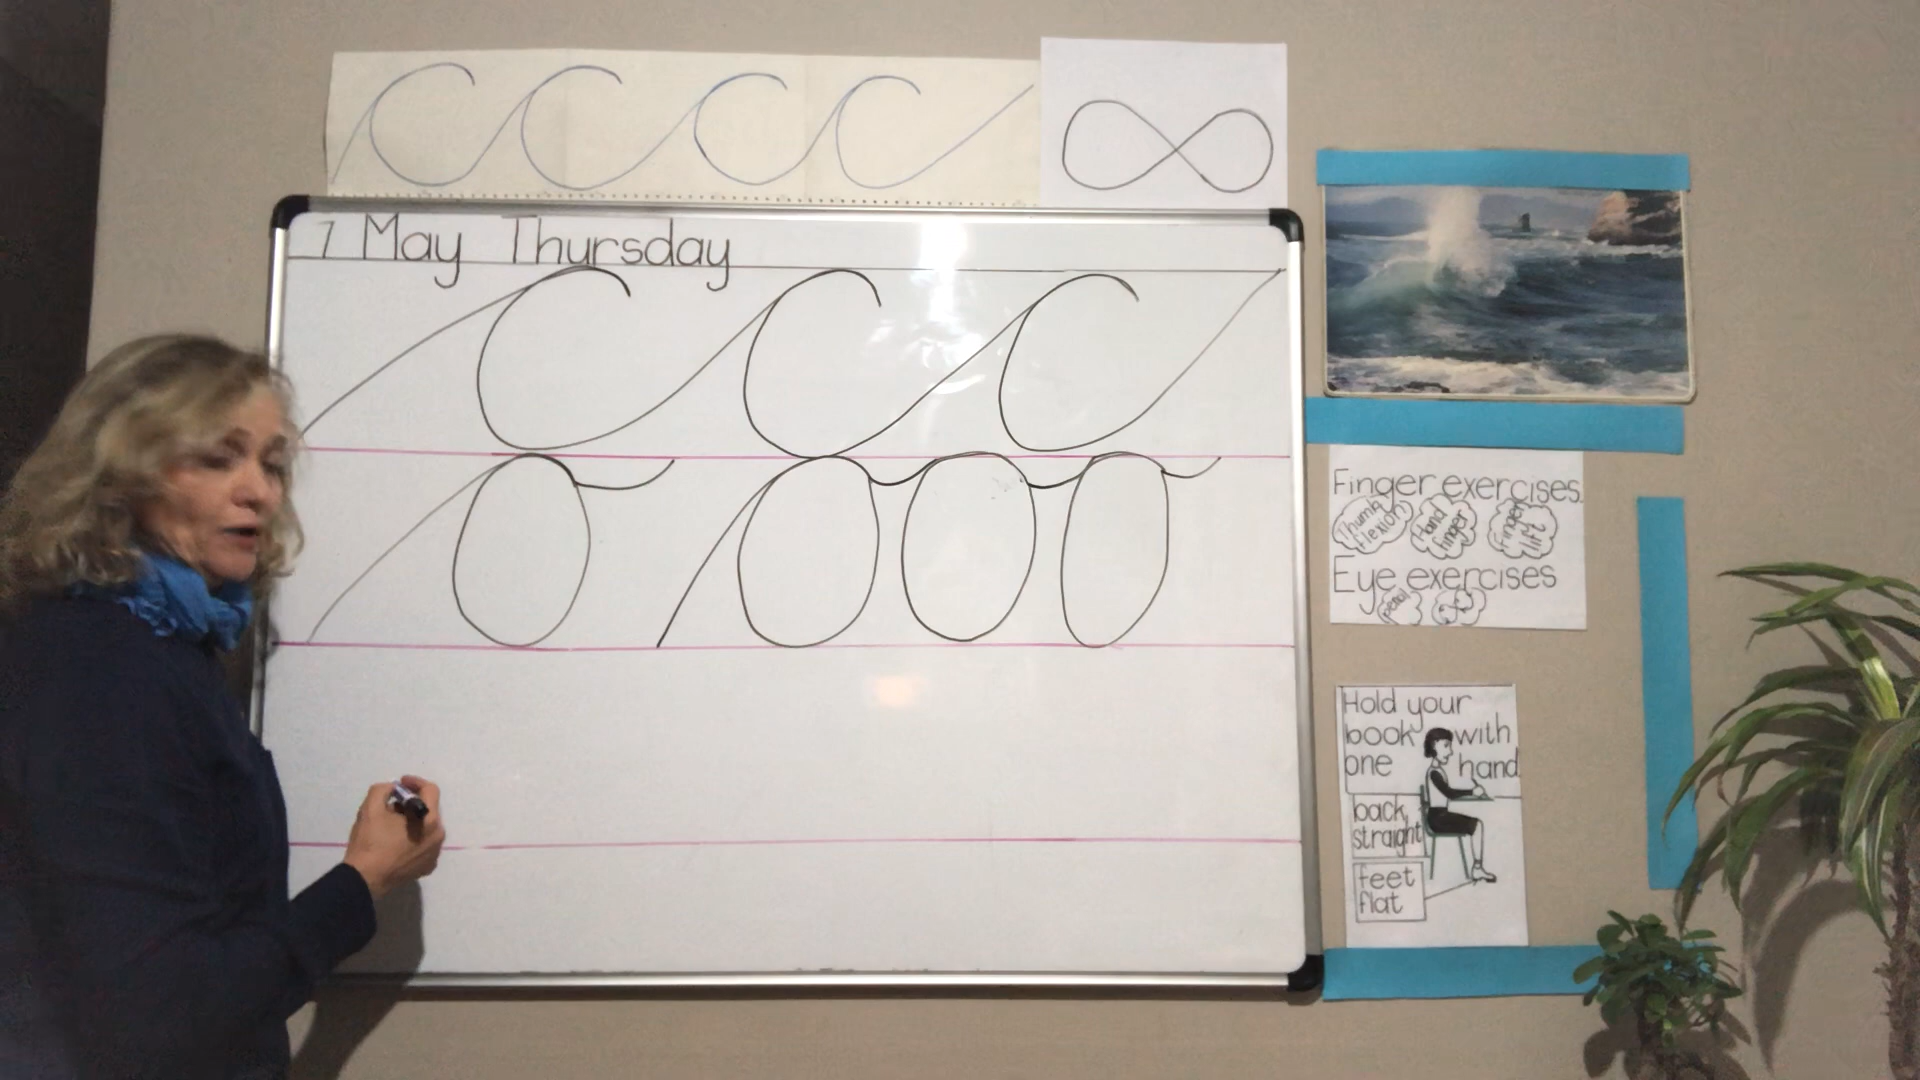 c c c c
∞
7 May Thursday
c c c
o o o o
Finger exercises
Thumb flexion
Hand finger
Finger lift
Eye exercises
pencil
∞
Hold your
book with
one hand
back
straight
feet
flat